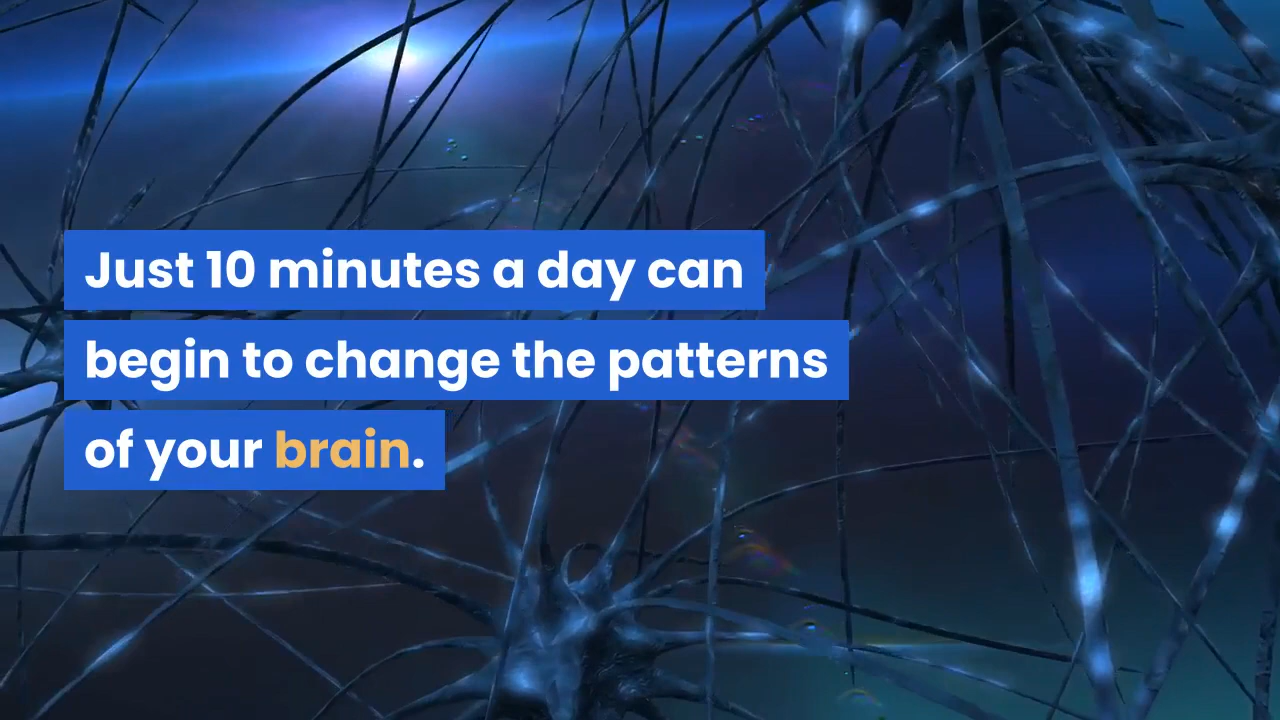 Just 10 minutes a day can
begin to change the patterns
of your brain.